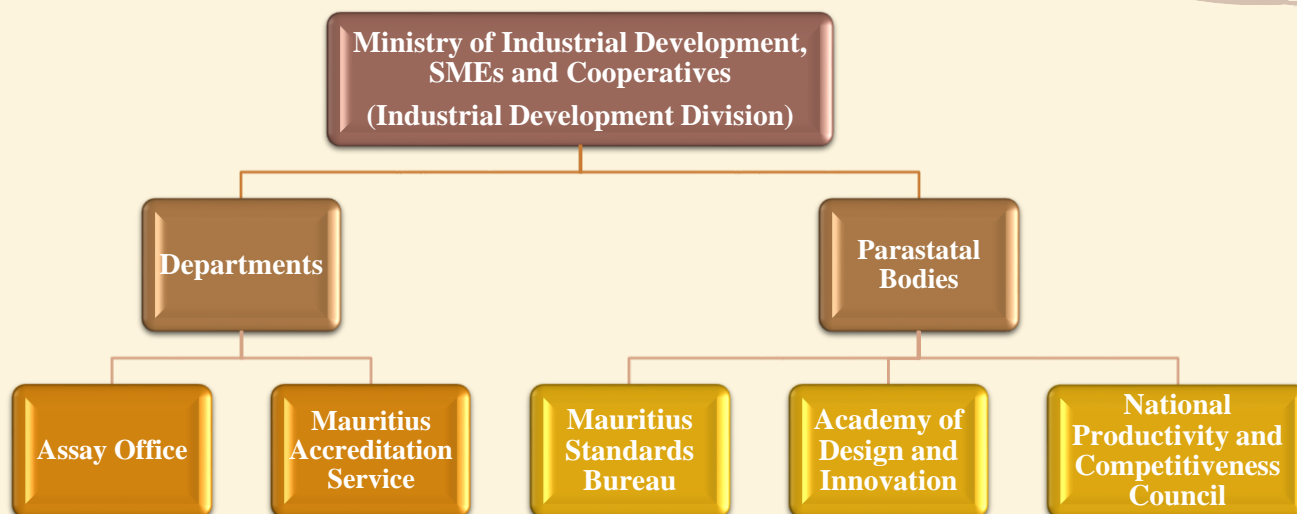 Ministry of Industrial Development,
SMEs and Cooperatives
(Industrial Development Division)
Departments
Parastatal
Bodies
Assay Office
Mauritius
Accreditation
Service
Mauritius
Standards
Bureau
Academy of
Design and
Innovation
National
Productivity and
Competitiveness
Council